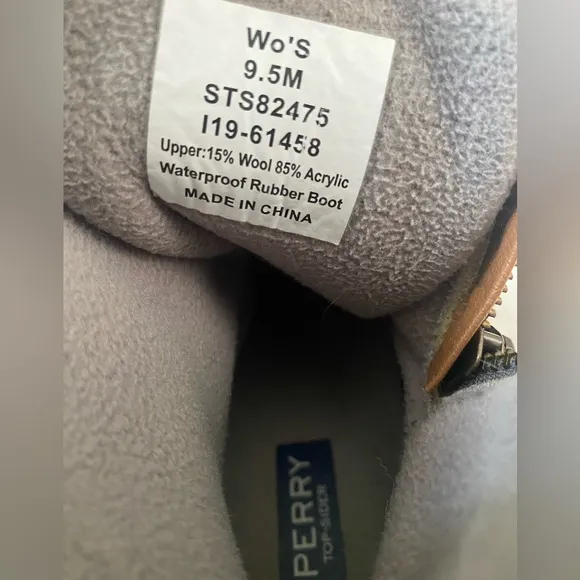 Wo'S
9.5M
STS82475
I19-61458
Upper:15% Wool 85% Acrylic
Waterproof Rubber Boot
MADE IN CHINA
PERRY
TOP-SIDER